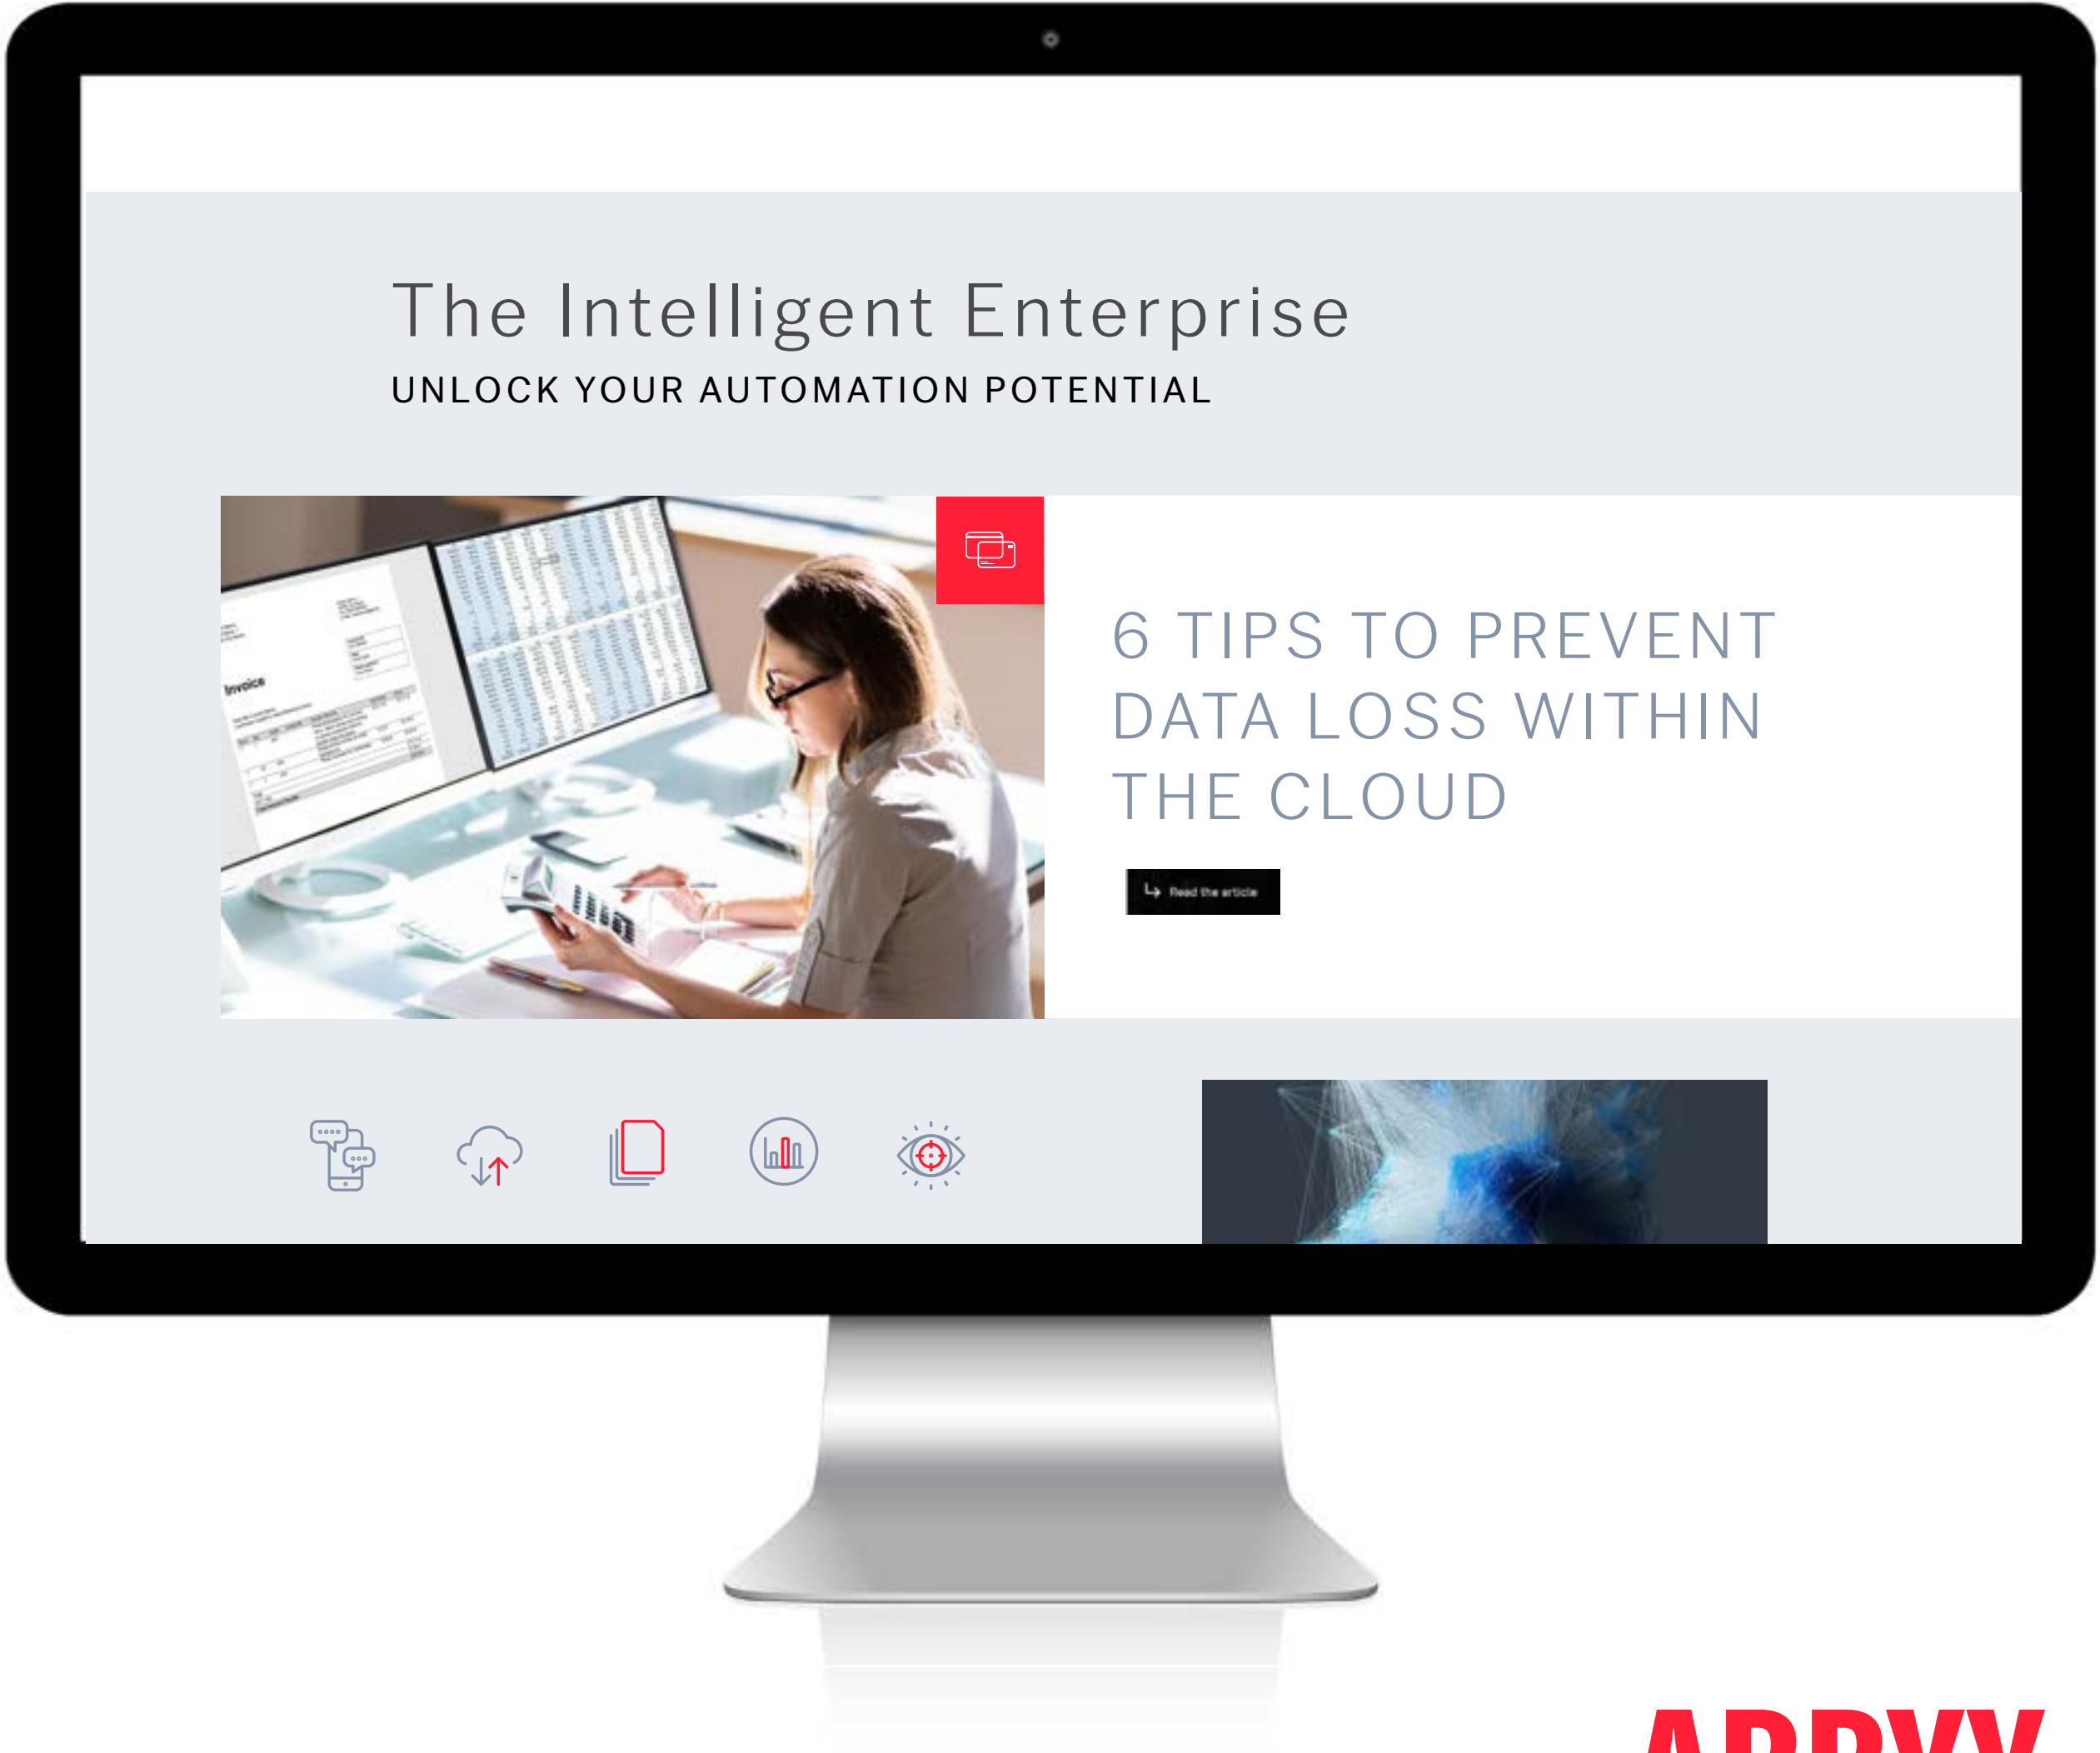 The Intelligent Enterprise
UNLOCK YOUR AUTOMATION POTENTIAL
Invoice
6 TIPS TO PREVENT
DATA LOSS WITHIN
THE CLOUD
Read the article